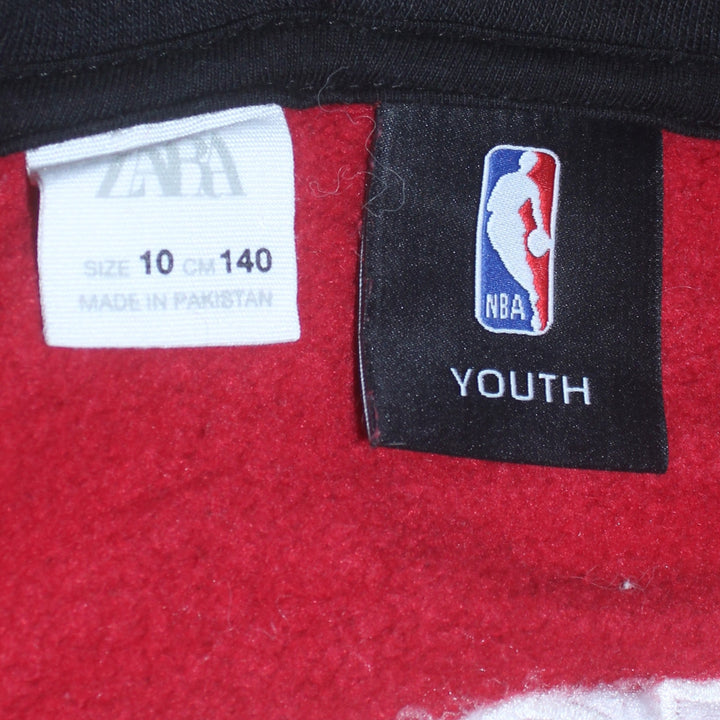 ZARA
SIZE 10 CM 140
MADE IN PAKISTAN
NBA
YOUTH